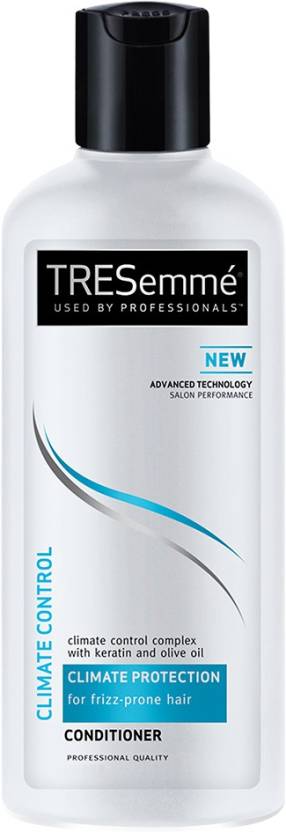 TRESemmé
USED BY PROFESSIONALS™
NEW
ADVANCED TECHNOLOGY
SALON PERFORMANCE
CLIMATE CONTROL
climate control complex
with keratin and olive oil
CLIMATE PROTECTION
for frizz-prone hair
CONDITIONER
PROFESSIONAL QUALITY